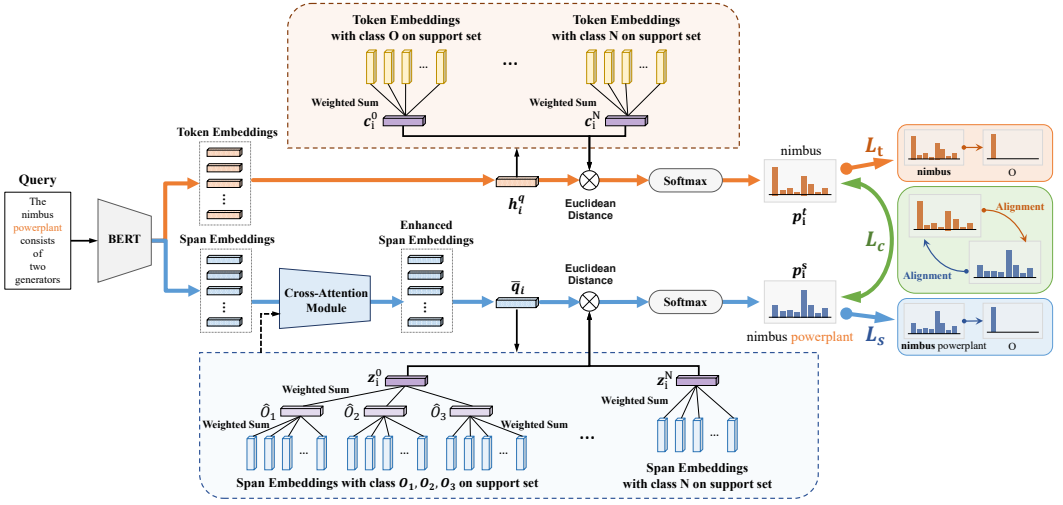 Token Embeddings
with class O on support set
Token Embeddings
with class N on support set
...
...
...
Weighted Sum
Weighted Sum
c_i^0
c_i^N
Token Embeddings
Query
The
nimbus
powerplant
consists
of
two
generators
BERT
h_i^q
Euclidean
Distance
Softmax
nimbus
p_i^t
L_t
nimbus
O
Span Embeddings
Cross-Attention
Module
Enhanced
Span Embeddings
q̅_i
Euclidean
Distance
Softmax
p_i^s
nimbus powerplant
L_c
Alignment
Alignment
L_s
nimbus powerplant
O
z_i^0
z_i^N
Weighted Sum
Weighted Sum
Ô_1
Ô_2
Ô_3
Weighted Sum
Weighted Sum
...
...
...
...
...
Span Embeddings with class O_1, O_2, O_3 on support set
Span Embeddings
with class N on support set